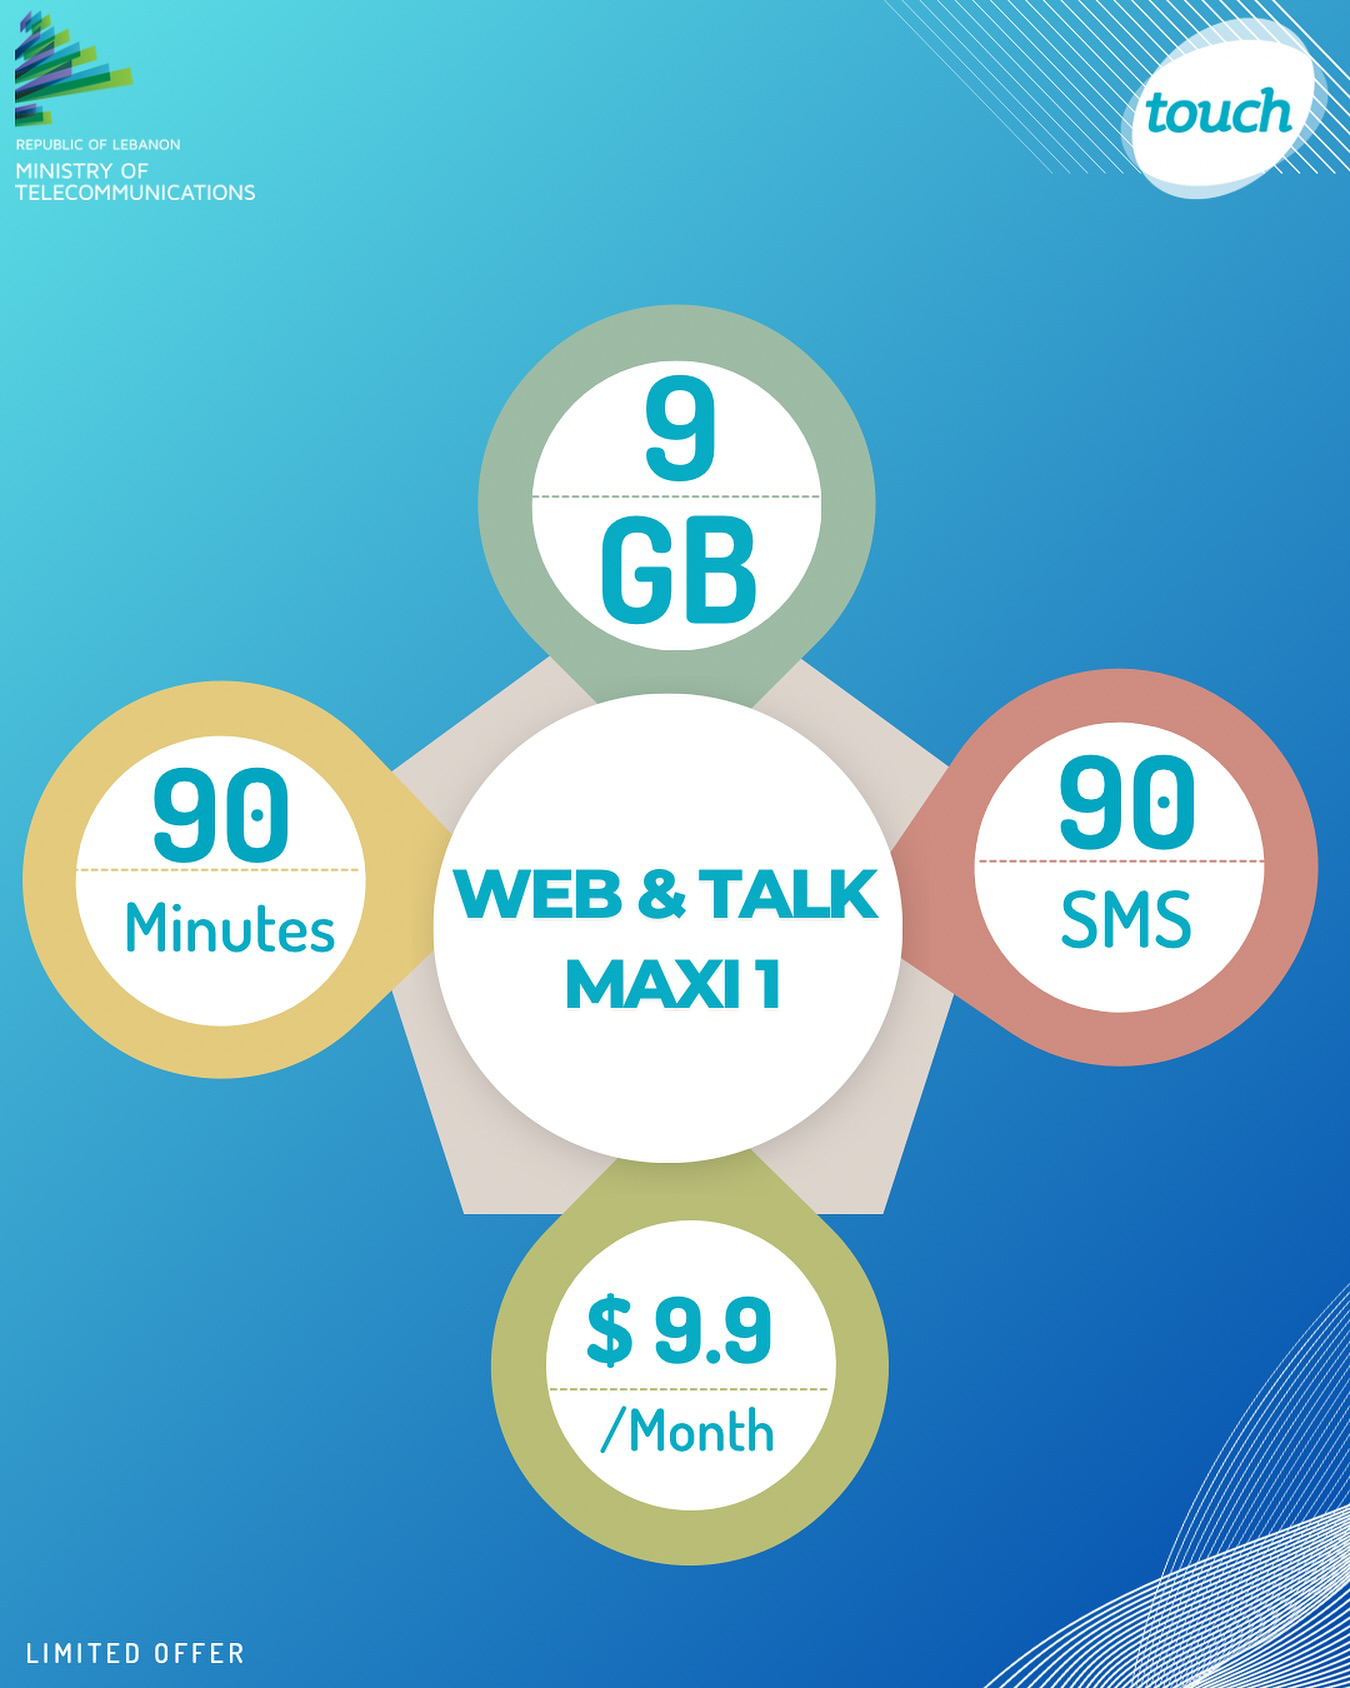 REPUBLIC OF LEBANON
MINISTRY OF
TELECOMMUNICATIONS
touch
9
GB
90
Minutes
90
SMS
WEB & TALK
MAXI 1
$ 9.9
/Month
LIMITED OFFER